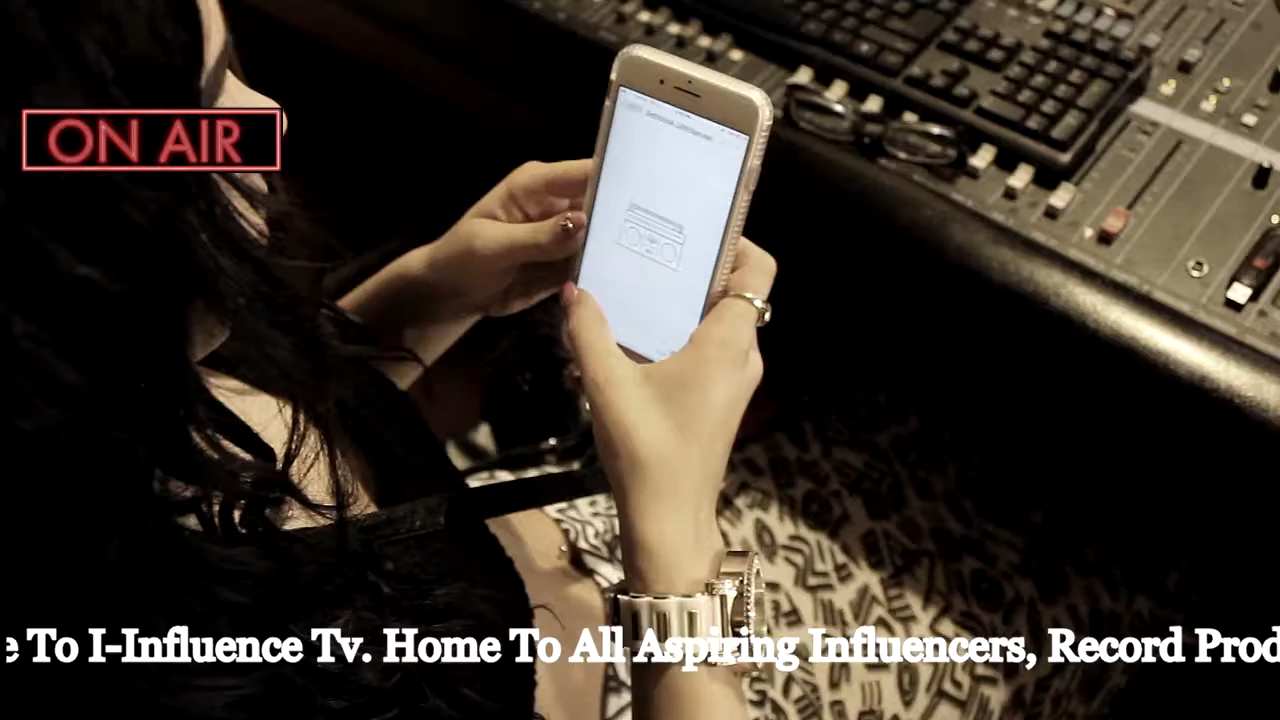 ON AIR
e To I-Influence Tv. Home To All Aspiring Influencers, Record Prod